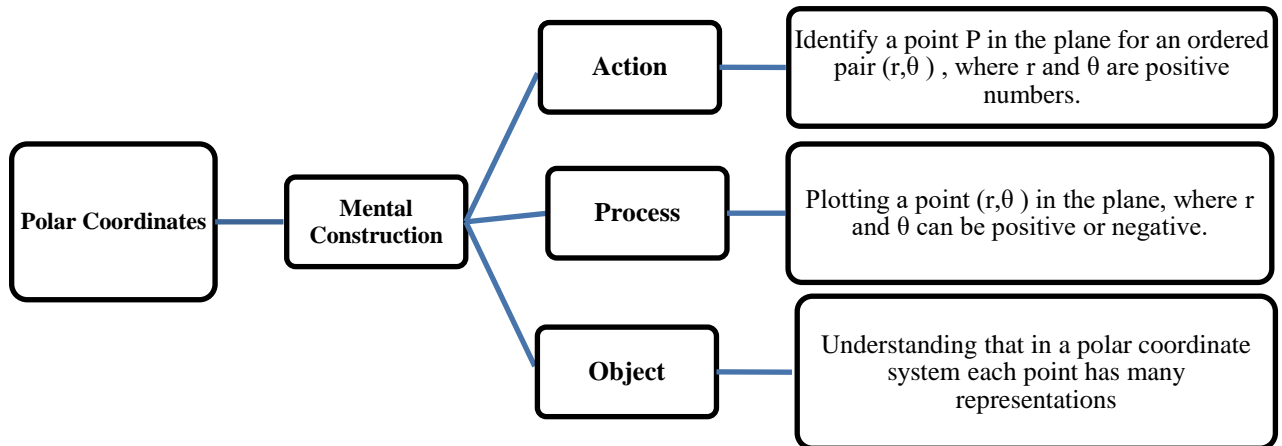 Polar Coordinates
Mental
Construction
Action
Identify a point P in the plane for an ordered
pair (r,θ ) , where r and θ are positive
numbers.
Process
Plotting a point (r,θ ) in the plane, where r
and θ can be positive or negative.
Object
Understanding that in a polar coordinate
system each point has many
representations